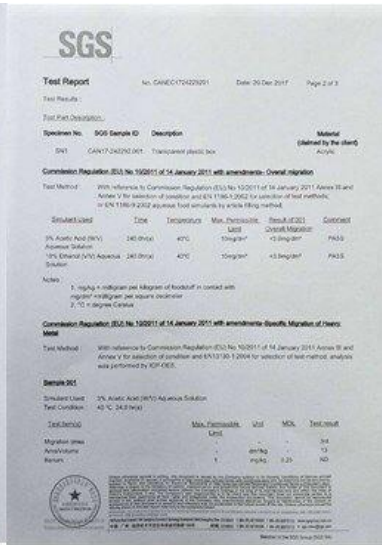 SGS
Test Report No. CANEC1724229201 Date: 20 Dec 2017 Page 2 of 3
Test Results :
Test Part Description :
Specimen No. SGS Sample ID Description Material
(claimed by the client)
SN1 CAN17-242292.001 Transparent plastic box Acrylic
Commission Regulation (EU) No 10/2011 of 14 January 2011 with amendments- Overall migration
Test Method : With reference to Commission Regulation (EU) No 10/2011 of 14 January 2011 Annex III and
Annex V for selection of condition and EN 1186-1:2002 for selection of test methods;
EN 1186-9:2002 aqueous food simulants by article filling method.
Simulant Used Time Temperature Max. Permissible Result of 001 Comment
Limit Overall Migration
3% Acetic Acid (W/V) 240.0hr(s) 40°C 10mg/dm² <3.0mg/dm² PASS
Aqueous Solution
10% Ethanol (V/V) Aqueous 240.0hr(s) 40°C 10mg/dm² <3.0mg/dm² PASS
Solution
Notes :
1. mg/kg = milligram per kilogram of foodstuff in contact with
mg/dm² = milligram per square decimeter
2. °C = degree Celsius
Commission Regulation (EU) No 10/2011 of 14 January 2011 with amendments-Specific Migration of Heavy
Metal
Test Method : With reference to Commission Regulation (EU) No 10/2011 of 14 January 2011 Annex III and
Annex V for selection of condition and EN13130-1:2004 for selection of test method, analysis
was performed by ICP-OES.
Sample 001
Simulant Used : 3% Acetic Acid (W/V) Aqueous Solution
Test Condition : 40 °C 24.0 hr(s)
Test Item(s) Max. Permissible Unit MDL Test result
Limit
Migration times - - - 3rd
Area/Volume - dm²/kg - 13
Barium 1 mg/kg 0.25 ND
Member of the SGS Group (SGS SA)